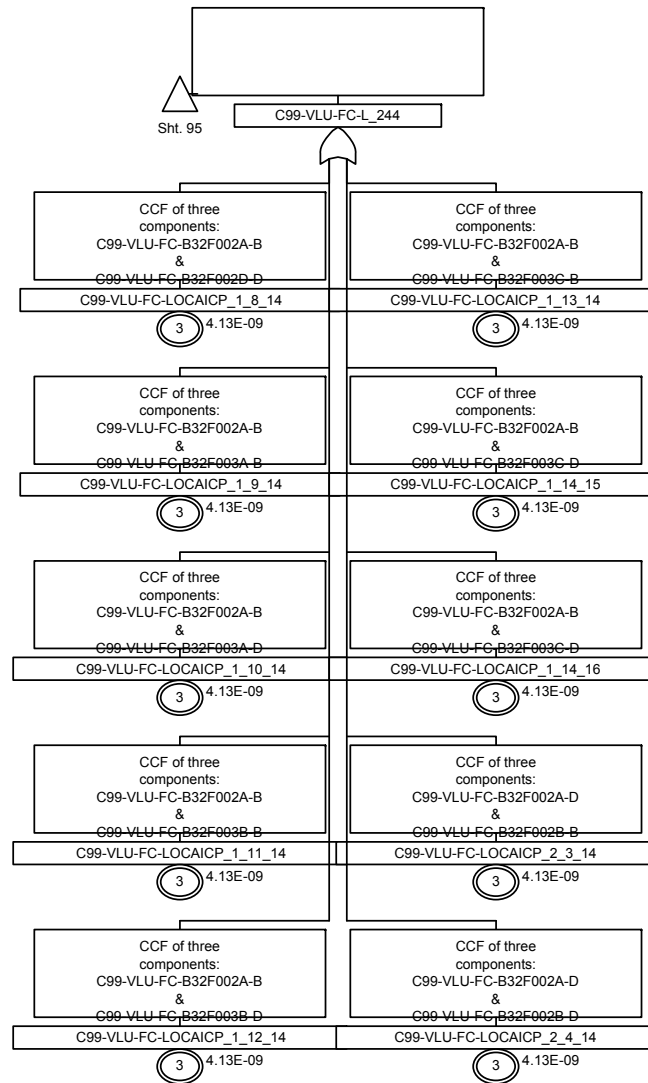 Sht. 95
C99-VLU-FC-L_244
CCF of three
components:
C99-VLU-FC-B32F002A-B
&
C99-VLU-FC-B32F002D-D
C99-VLU-FC-LOCAICP_1_8_14
3
4.13E-09
CCF of three
components:
C99-VLU-FC-B32F002A-B
&
C99-VLU-FC-B32F003C-B
C99-VLU-FC-LOCAICP_1_13_14
3
4.13E-09
CCF of three
components:
C99-VLU-FC-B32F002A-B
&
C99-VLU-FC-B32F003A-B
C99-VLU-FC-LOCAICP_1_9_14
3
4.13E-09
CCF of three
components:
C99-VLU-FC-B32F002A-B
&
C99-VLU-FC-B32F003C-D
C99-VLU-FC-LOCAICP_1_14_15
3
4.13E-09
CCF of three
components:
C99-VLU-FC-B32F002A-B
&
C99-VLU-FC-B32F003A-D
C99-VLU-FC-LOCAICP_1_10_14
3
4.13E-09
CCF of three
components:
C99-VLU-FC-B32F002A-B
&
C99-VLU-FC-B32F003C-D
C99-VLU-FC-LOCAICP_1_14_16
3
4.13E-09
CCF of three
components:
C99-VLU-FC-B32F002A-B
&
C99-VLU-FC-B32F003B-B
C99-VLU-FC-LOCAICP_1_11_14
3
4.13E-09
CCF of three
components:
C99-VLU-FC-B32F002A-D
&
C99-VLU-FC-B32F002B-B
C99-VLU-FC-LOCAICP_2_3_14
3
4.13E-09
CCF of three
components:
C99-VLU-FC-B32F002A-B
&
C99-VLU-FC-B32F003B-D
C99-VLU-FC-LOCAICP_1_12_14
3
4.13E-09
CCF of three
components:
C99-VLU-FC-B32F002A-D
&
C99-VLU-FC-B32F002B-D
C99-VLU-FC-LOCAICP_2_4_14
3
4.13E-09